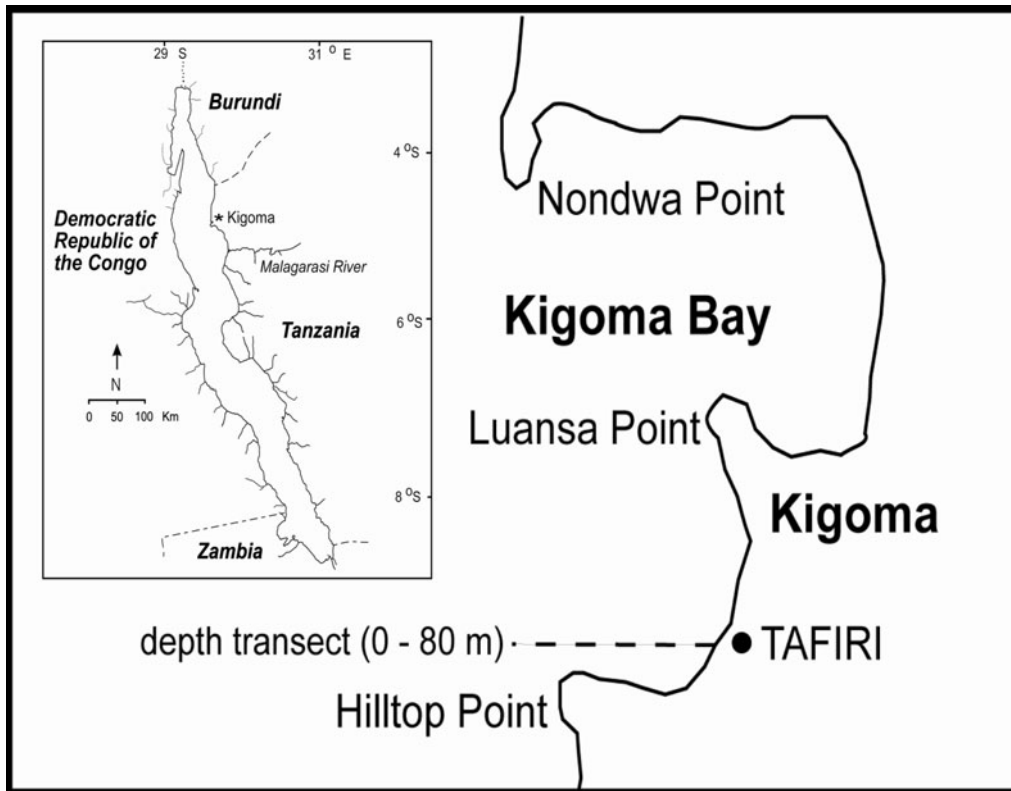 29 S
31 ° E
Burundi
4 °S
Nondwa Point
* Kigoma
Democratic
Republic of
the Congo
Malagarasi River
Kigoma Bay
6 °S
Tanzania
N
0 50 100 Km
Luansa Point
8 °S
Kigoma
Zambia
depth transect (0 - 80 m)
TAFIRI
Hilltop Point